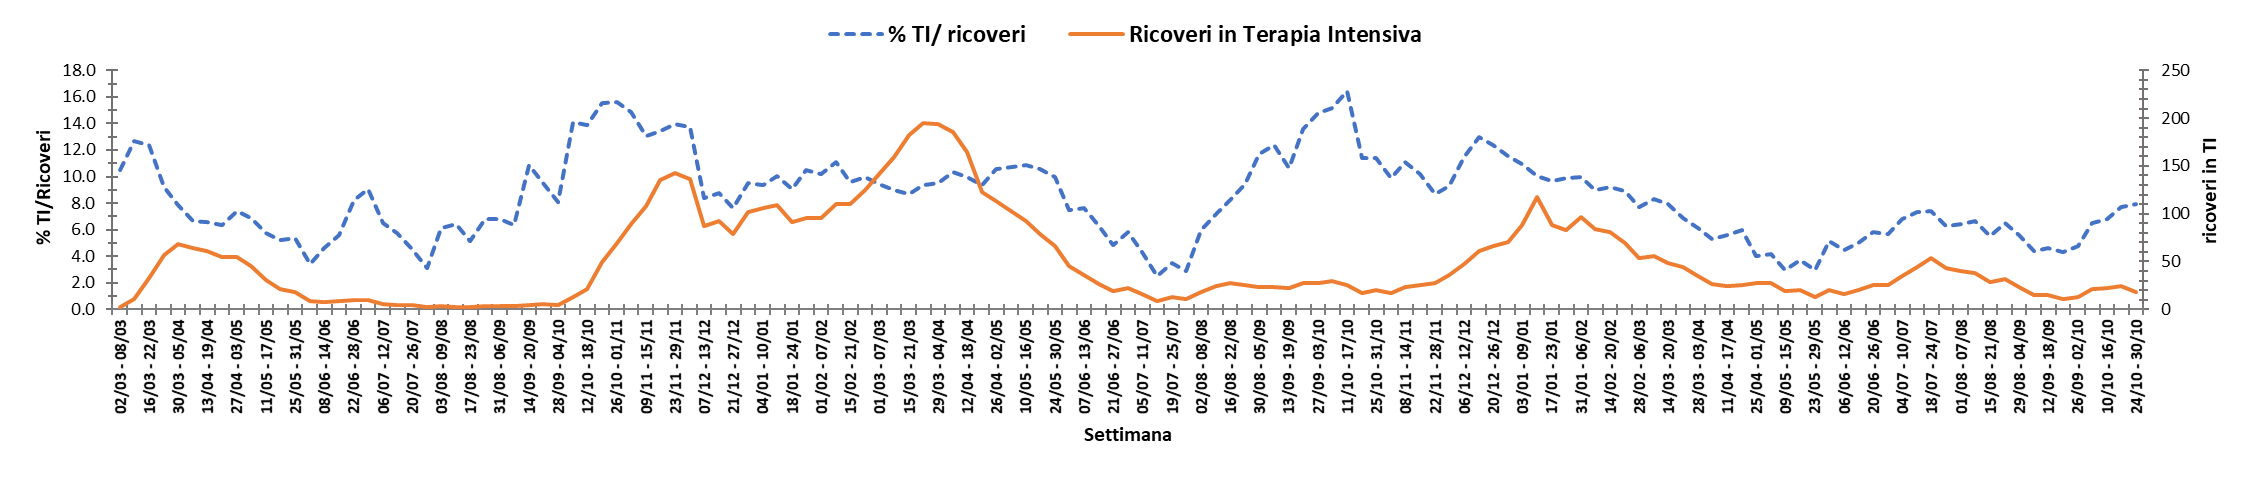 % TI/ ricoveri Ricoveri in Terapia Intensiva
% TI/Ricoveri
18.0
16.0
14.0
12.0
10.0
8.0
6.0
4.0
2.0
0.0
250
200
150
100
50
0
ricoveri in TI
02/03 - 08/03
16/03 - 22/03
30/03 - 05/04
13/04 - 19/04
27/04 - 03/05
11/05 - 17/05
25/05 - 31/05
08/06 - 14/06
22/06 - 28/06
06/07 - 12/07
20/07 - 26/07
03/08 - 09/08
17/08 - 23/08
31/08 - 06/09
14/09 - 20/09
28/09 - 04/10
12/10 - 18/10
26/10 - 01/11
09/11 - 15/11
23/11 - 29/11
07/12 - 13/12
21/12 - 27/12
04/01 - 10/01
18/01 - 24/01
01/02 - 07/02
15/02 - 21/02
01/03 - 07/03
15/03 - 21/03
29/03 - 04/04
12/04 - 18/04
26/04 - 02/05
10/05 - 16/05
24/05 - 30/05
07/06 - 13/06
21/06 - 27/06
05/07 - 11/07
19/07 - 25/07
02/08 - 08/08
16/08 - 22/08
30/08 - 05/09
13/09 - 19/09
27/09 - 03/10
11/10 - 17/10
25/10 - 31/10
08/11 - 14/11
22/11 - 28/11
06/12 - 12/12
20/12 - 26/12
03/01 - 09/01
17/01 - 23/01
31/01 - 06/02
14/02 - 20/02
28/02 - 06/03
14/03 - 20/03
28/03 - 03/04
11/04 - 17/04
25/04 - 01/05
09/05 - 15/05
23/05 - 29/05
06/06 - 12/06
20/06 - 26/06
04/07 - 10/07
18/07 - 24/07
01/08 - 07/08
15/08 - 21/08
29/08 - 04/09
12/09 - 18/09
26/09 - 02/10
10/10 - 16/10
24/10 - 30/10
Settimana